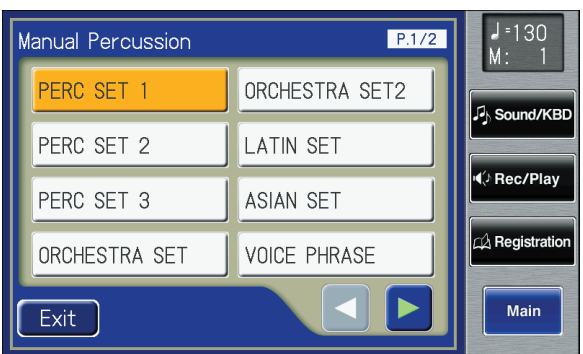 Manual Percussion P.1/2
PERC SET 1 ORCHESTRA SET2
PERC SET 2 LATIN SET
PERC SET 3 ASIAN SET
ORCHESTRA SET VOICE PHRASE
Exit
♩=130
M: 1
Sound/KBD
Rec/Play
Registration
Main